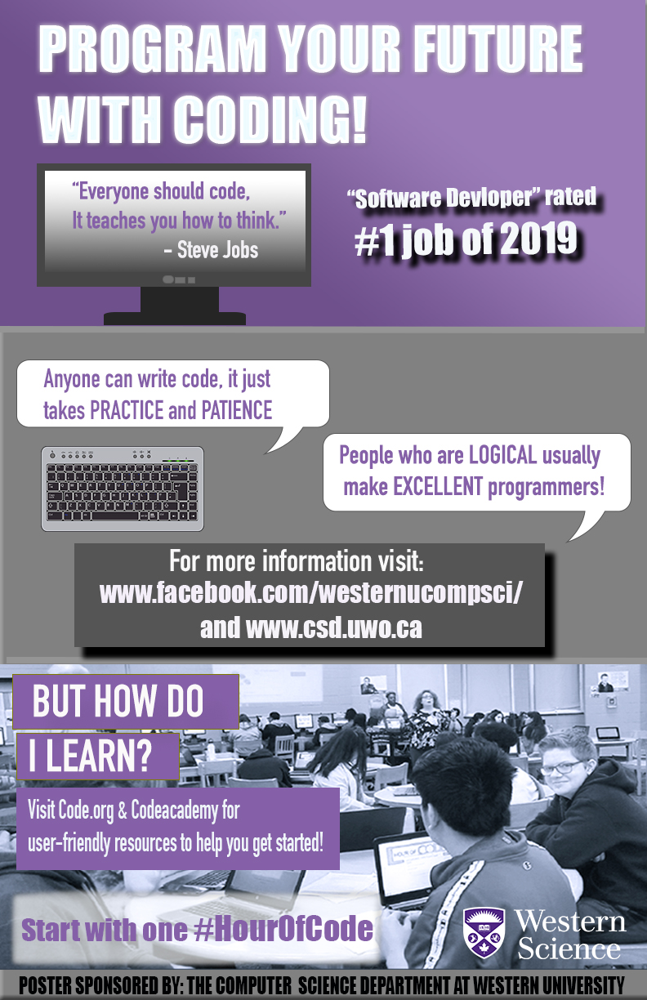 PROGRAM YOUR FUTURE
WITH CODING!
“Everyone should code,
It teaches you how to think.”
- Steve Jobs
“Software Devloper” rated
#1 job of 2019
Anyone can write code, it just
takes PRACTICE and PATIENCE
People who are LOGICAL usually
make EXCELLENT programmers!
For more information visit:
www.facebook.com/westernucompsci/
and www.csd.uwo.ca
BUT HOW DO
I LEARN?
Visit Code.org & Codeacademy for
user-friendly resources to help you get started!
Start with one #HourOfCode
Western
Science
POSTER SPONSORED BY: THE COMPUTER SCIENCE DEPARTMENT AT WESTERN UNIVERSITY